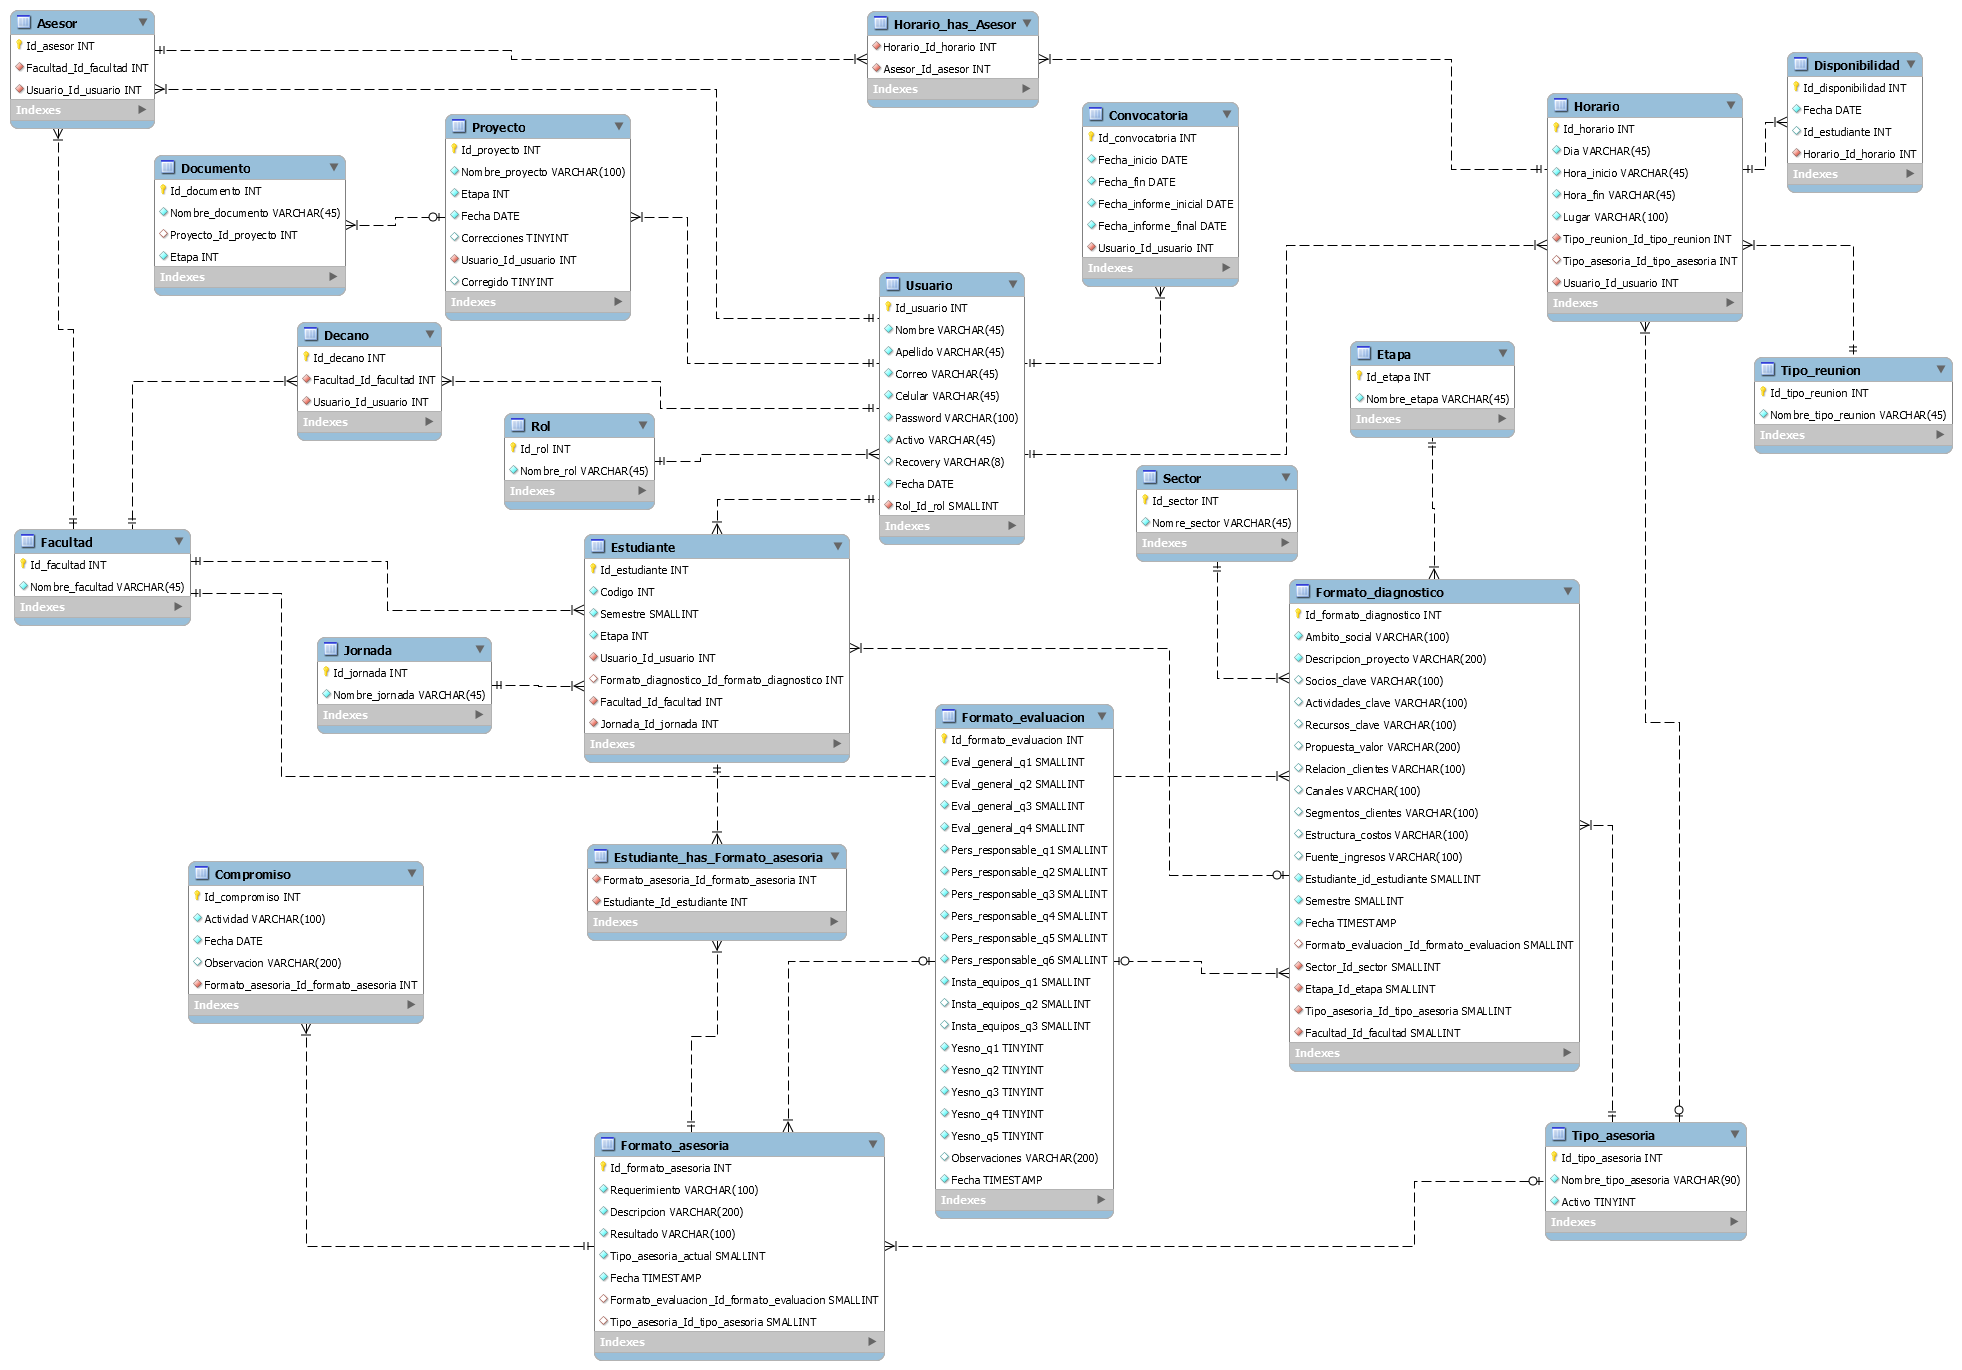 Asesor
Id_asesor INT
Facultad_Id_facultad INT
Usuario_Id_usuario INT
Indexes
Horario_has_Asesor
Horario_Id_horario INT
Asesor_Id_asesor INT
Indexes
Disponibilidad
Id_disponibilidad INT
Fecha DATE
Id_estudiante INT
Horario_Id_horario INT
Indexes
Horario
Id_horario INT
Dia VARCHAR(45)
Hora_inicio VARCHAR(45)
Hora_fin VARCHAR(45)
Lugar VARCHAR(100)
Tipo_reunion_Id_tipo_reunion INT
Tipo_asesoria_Id_tipo_asesoria INT
Usuario_Id_usuario INT
Indexes
Convocatoria
Id_convocatoria INT
Fecha_inicio DATE
Fecha_fin DATE
Fecha_informe_inicial DATE
Fecha_informe_final DATE
Usuario_Id_usuario INT
Indexes
Proyecto
Id_proyecto INT
Nombre_proyecto VARCHAR(100)
Etapa INT
Fecha DATE
Correcciones TINYINT
Usuario_Id_usuario INT
Corregido TINYINT
Indexes
Documento
Id_documento INT
Nombre_documento VARCHAR(45)
Proyecto_Id_proyecto INT
Etapa INT
Indexes
Usuario
Id_usuario INT
Nombre VARCHAR(45)
Apellido VARCHAR(45)
Correo VARCHAR(45)
Celular VARCHAR(45)
Password VARCHAR(100)
Activo VARCHAR(45)
Recovery VARCHAR(8)
Fecha DATE
Rol_Id_rol SMALLINT
Indexes
Decano
Id_decano INT
Facultad_Id_facultad INT
Usuario_Id_usuario INT
Indexes
Etapa
Id_etapa INT
Nombre_etapa VARCHAR(45)
Indexes
Tipo_reunion
Id_tipo_reunion INT
Nombre_tipo_reunion VARCHAR(45)
Indexes
Rol
Id_rol INT
Nombre_rol VARCHAR(45)
Indexes
Sector
Id_sector INT
Nomre_sector VARCHAR(45)
Indexes
Facultad
Id_facultad INT
Nombre_facultad VARCHAR(45)
Indexes
Estudiante
Id_estudiante INT
Codigo INT
Semestre SMALLINT
Etapa INT
Usuario_Id_usuario INT
Formato_diagnostico_Id_formato_diagnostico INT
Facultad_Id_facultad INT
Jornada_Id_jornada INT
Indexes
Formato_diagnostico
Id_formato_diagnostico INT
Ambito_social VARCHAR(100)
Descripcion_proyecto VARCHAR(200)
Socios_clave VARCHAR(100)
Actividades_clave VARCHAR(100)
Recursos_clave VARCHAR(100)
Propuesta_valor VARCHAR(200)
Relacion_clientes VARCHAR(100)
Canales VARCHAR(100)
Segmentos_clientes VARCHAR(100)
Estructura_costos VARCHAR(100)
Fuente_ingresos VARCHAR(100)
Estudiante_id_estudiante SMALLINT
Semestre SMALLINT
Fecha TIMESTAMP
Formato_evaluacion_Id_formato_evaluacion SMALLINT
Sector_Id_sector SMALLINT
Etapa_Id_etapa SMALLINT
Tipo_asesoria_Id_tipo_asesoria SMALLINT
Facultad_Id_facultad SMALLINT
Indexes
Jornada
Id_jornada INT
Nombre_jornada VARCHAR(45)
Indexes
Formato_evaluacion
Id_formato_evaluacion INT
Eval_general_q1 SMALLINT
Eval_general_q2 SMALLINT
Eval_general_q3 SMALLINT
Eval_general_q4 SMALLINT
Pers_responsable_q1 SMALLINT
Pers_responsable_q2 SMALLINT
Pers_responsable_q3 SMALLINT
Pers_responsable_q4 SMALLINT
Pers_responsable_q5 SMALLINT
Pers_responsable_q6 SMALLINT
Insta_equipos_q1 SMALLINT
Insta_equipos_q2 SMALLINT
Insta_equipos_q3 SMALLINT
Yesno_q1 TINYINT
Yesno_q2 TINYINT
Yesno_q3 TINYINT
Yesno_q4 TINYINT
Yesno_q5 TINYINT
Observaciones VARCHAR(200)
Fecha TIMESTAMP
Indexes
Estudiante_has_Formato_asesoria
Formato_asesoria_Id_formato_asesoria INT
Estudiante_Id_estudiante INT
Indexes
Compromiso
Id_compromiso INT
Actividad VARCHAR(100)
Fecha DATE
Observacion VARCHAR(200)
Formato_asesoria_Id_formato_asesoria INT
Indexes
Formato_asesoria
Id_formato_asesoria INT
Requerimiento VARCHAR(100)
Descripcion VARCHAR(200)
Resultado VARCHAR(100)
Tipo_asesoria_actual SMALLINT
Fecha TIMESTAMP
Formato_evaluacion_Id_formato_evaluacion SMALLINT
Tipo_asesoria_Id_tipo_asesoria SMALLINT
Indexes
Tipo_asesoria
Id_tipo_asesoria INT
Nombre_tipo_asesoria VARCHAR(90)
Activo TINYINT
Indexes